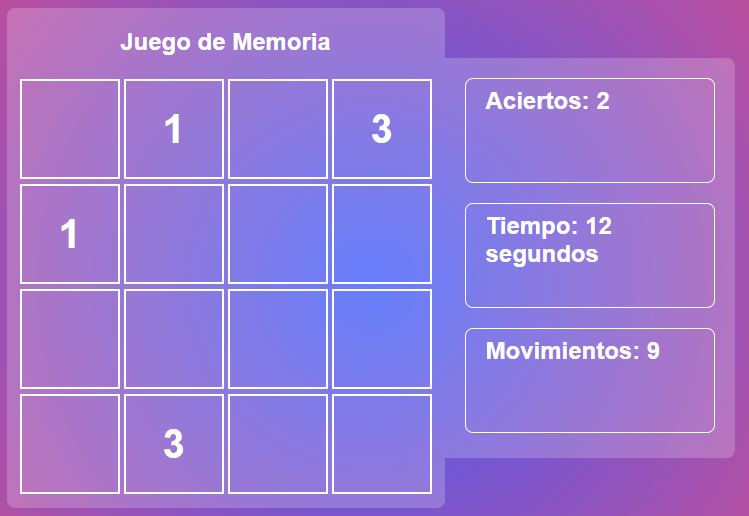 Juego de Memoria
1 3
1
3
Aciertos: 2
Tiempo: 12
segundos
Movimientos: 9